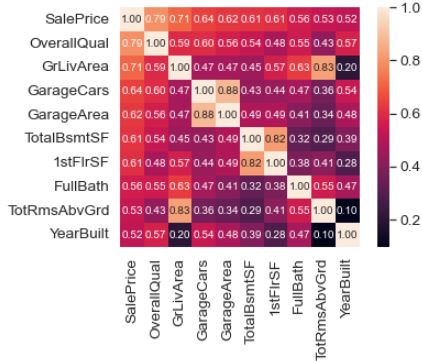 SalePrice 1.00 0.79 0.71 0.64 0.62 0.61 0.61 0.56 0.53 0.52
OverallQual 0.79 1.00 0.59 0.60 0.56 0.54 0.48 0.55 0.43 0.57
GrLivArea 0.71 0.59 1.00 0.47 0.47 0.45 0.57 0.63 0.83 0.20
GarageCars 0.64 0.60 0.47 1.00 0.88 0.43 0.44 0.47 0.36 0.54
GarageArea 0.62 0.56 0.47 0.88 1.00 0.49 0.49 0.41 0.34 0.48
TotalBsmtSF 0.61 0.54 0.45 0.43 0.49 1.00 0.82 0.32 0.29 0.39
1stFlrSF 0.61 0.48 0.57 0.44 0.49 0.82 1.00 0.38 0.41 0.28
FullBath 0.56 0.55 0.63 0.47 0.41 0.32 0.38 1.00 0.55 0.47
TotRmsAbvGrd 0.53 0.43 0.83 0.36 0.34 0.29 0.41 0.55 1.00 0.10
YearBuilt 0.52 0.57 0.20 0.54 0.48 0.39 0.28 0.47 0.10 1.00
SalePrice
OverallQual
GrLivArea
GarageCars
GarageArea
TotalBsmtSF
1stFlrSF
FullBath
TotRmsAbvGrd
YearBuilt
1.0
0.8
0.6
0.4
0.2